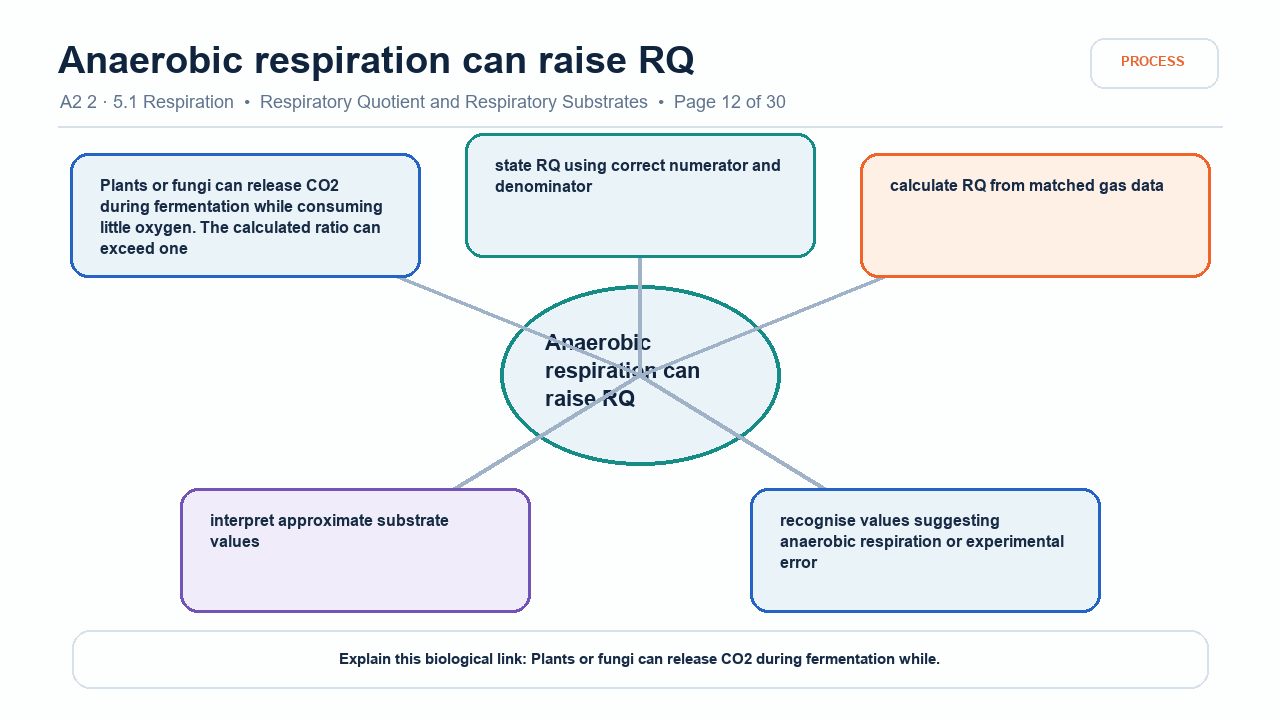 Anaerobic respiration can raise RQ
PROCESS
A2 2 · 5.1 Respiration • Respiratory Quotient and Respiratory Substrates • Page 12 of 30
Plants or fungi can release CO2
during fermentation while consuming
little oxygen. The calculated ratio can
exceed one
state RQ using correct numerator and
denominator
calculate RQ from matched gas data
Anaerobic
respiration can
raise RQ
interpret approximate substrate
values
recognise values suggesting
anaerobic respiration or experimental
error
Explain this biological link: Plants or fungi can release CO2 during fermentation while.